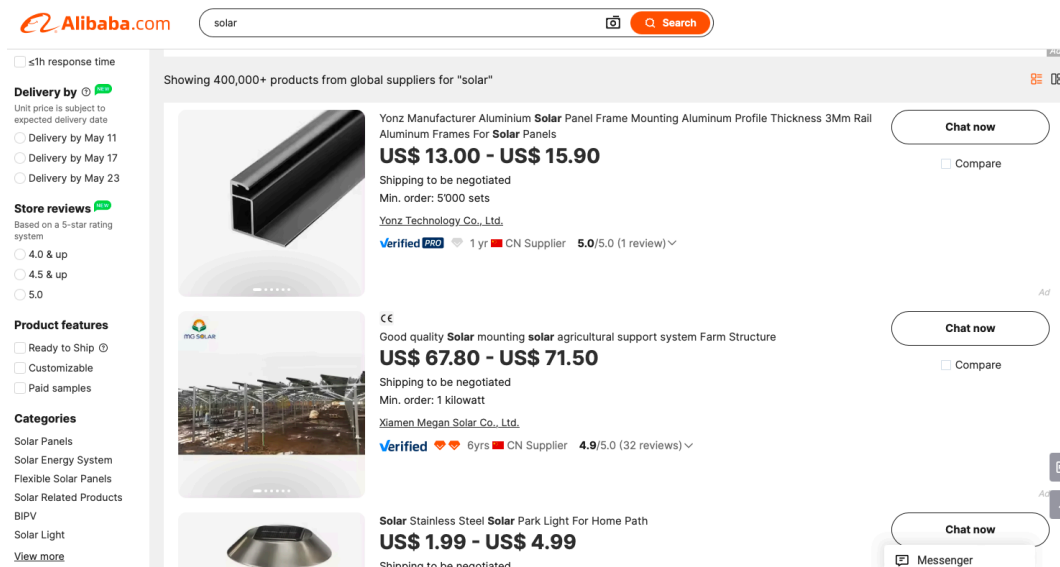 Alibaba.com
solar
Search
≤1h response time
Delivery by NEW
Unit price is subject to
expected delivery date
Delivery by May 11
Delivery by May 17
Delivery by May 23
Store reviews NEW
Based on a 5-star rating
system
4.0 & up
4.5 & up
5.0
Product features
Ready to Ship
Customizable
Paid samples
Categories
Solar Panels
Solar Energy System
Flexible Solar Panels
Solar Related Products
BIPV
Solar Light
View more
Showing 400,000+ products from global suppliers for "solar"
Yonz Manufacturer Aluminium Solar Panel Frame Mounting Aluminum Profile Thickness 3Mm Rail
Aluminum Frames For Solar Panels
US$ 13.00 - US$ 15.90
Shipping to be negotiated
Min. order: 5'000 sets
Yonz Technology Co., Ltd.
Verified PRO 1 yr CN Supplier 5.0/5.0 (1 review)
Chat now
Compare
Ad
MG SOLAR
CE
Good quality Solar mounting solar agricultural support system Farm Structure
US$ 67.80 - US$ 71.50
Shipping to be negotiated
Min. order: 1 kilowatt
Xiamen Megan Solar Co., Ltd.
Verified 6yrs CN Supplier 4.9/5.0 (32 reviews)
Chat now
Compare
Ad
Solar Stainless Steel Solar Park Light For Home Path
US$ 1.99 - US$ 4.99
Shipping to be negotiated
Chat now
Messenger